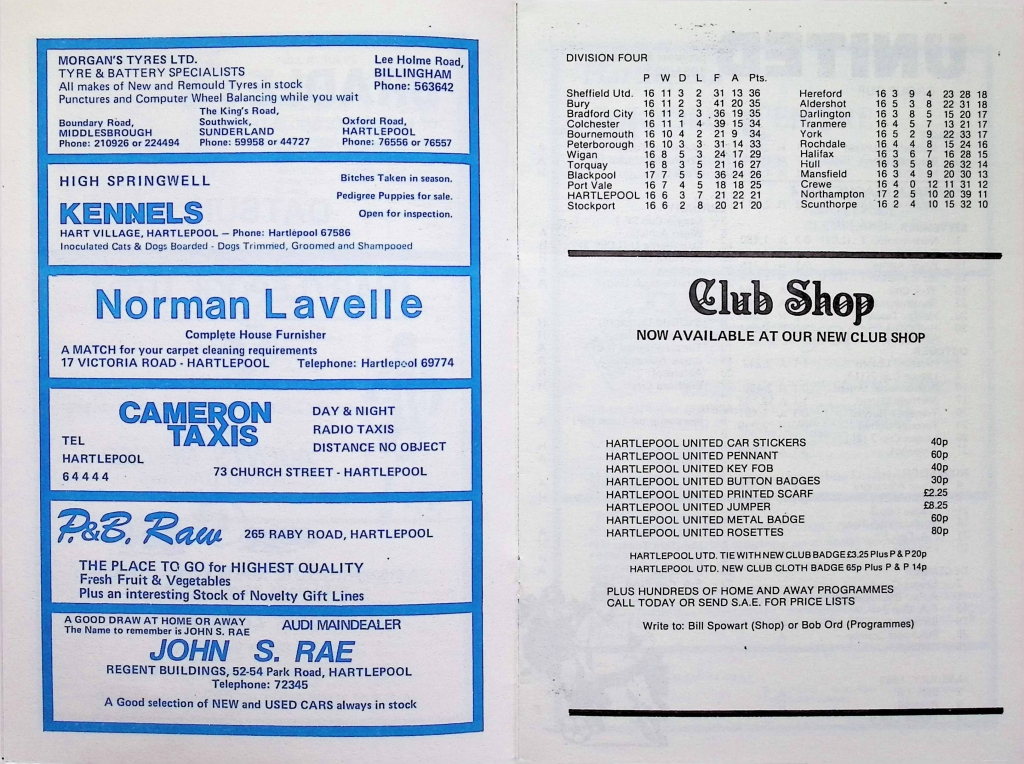 MORGAN'S TYRES LTD.
TYRE & BATTERY SPECIALISTS
All makes of New and Remould Tyres in stock
Punctures and Computer Wheel Balancing while you wait
Lee Holme Road,
BILLINGHAM
Phone: 563642
Boundary Road,
MIDDLESBROUGH
Phone: 210926 or 224494
The King's Road,
Southwick,
SUNDERLAND
Phone: 59958 or 44727
Oxford Road,
HARTLEPOOL
Phone: 76556 or 76557
HIGH SPRINGWELL
KENNELS
Bitches Taken in season.
Pedigree Puppies for sale.
Open for inspection.
HART VILLAGE, HARTLEPOOL – Phone: Hartlepool 67586
Inoculated Cats & Dogs Boarded - Dogs Trimmed, Groomed and Shampooed
Norman Lavelle
Complete House Furnisher
A MATCH for your carpet cleaning requirements
17 VICTORIA ROAD - HARTLEPOOL Telephone: Hartlepool 69774
CAMERON
TAXIS
TEL
HARTLEPOOL
64444
DAY & NIGHT
RADIO TAXIS
DISTANCE NO OBJECT
73 CHURCH STREET - HARTLEPOOL
P.&B. Raw 265 RABY ROAD, HARTLEPOOL
THE PLACE TO GO for HIGHEST QUALITY
Fresh Fruit & Vegetables
Plus an interesting Stock of Novelty Gift Lines
A GOOD DRAW AT HOME OR AWAY
The Name to remember is JOHN S. RAE
AUDI MAINDEALER
JOHN S. RAE
REGENT BUILDINGS, 52-54 Park Road, HARTLEPOOL
Telephone: 72345
A Good selection of NEW and USED CARS always in stock
DIVISION FOUR
P W D L F A Pts.
Sheffield Utd. 16 11 3 2 31 13 36
Bury 16 11 2 3 41 20 35
Bradford City 16 11 2 3 36 19 35
Colchester 16 11 1 4 39 15 34
Bournemouth 16 10 4 2 21 9 34
Peterborough 16 10 3 3 31 14 33
Wigan 16 8 5 3 24 17 29
Torquay 16 8 3 5 21 16 27
Blackpool 17 7 5 5 36 24 26
Port Vale 16 7 4 5 18 18 25
HARTLEPOOL 16 6 3 7 21 22 21
Stockport 16 6 2 8 20 21 20
Hereford 16 3 9 4 23 28 18
Aldershot 16 5 3 8 22 31 18
Darlington 16 3 8 5 15 20 17
Tranmere 16 4 5 7 13 21 17
York 16 5 2 9 22 33 17
Rochdale 16 4 4 8 15 24 16
Halifax 16 3 6 7 16 28 15
Hull 16 3 5 8 26 32 14
Mansfield 16 3 4 9 20 30 13
Crewe 16 4 0 12 11 31 12
Northampton 17 2 5 10 20 39 11
Scunthorpe 16 2 4 10 15 32 10
Club Shop
NOW AVAILABLE AT OUR NEW CLUB SHOP
HARTLEPOOL UNITED CAR STICKERS 40p
HARTLEPOOL UNITED PENNANT 60p
HARTLEPOOL UNITED KEY FOB 40p
HARTLEPOOL UNITED BUTTON BADGES 30p
HARTLEPOOL UNITED PRINTED SCARF £2.25
HARTLEPOOL UNITED JUMPER £8.25
HARTLEPOOL UNITED METAL BADGE 60p
HARTLEPOOL UNITED ROSETTES 80p
HARTLEPOOL UTD. TIE WITH NEW CLUB BADGE £3.25 Plus P & P 20p
HARTLEPOOL UTD. NEW CLUB CLOTH BADGE 65p Plus P & P 14p
PLUS HUNDREDS OF HOME AND AWAY PROGRAMMES
CALL TODAY OR SEND S.A.E. FOR PRICE LISTS
Write to: Bill Spowart (Shop) or Bob Ord (Programmes)